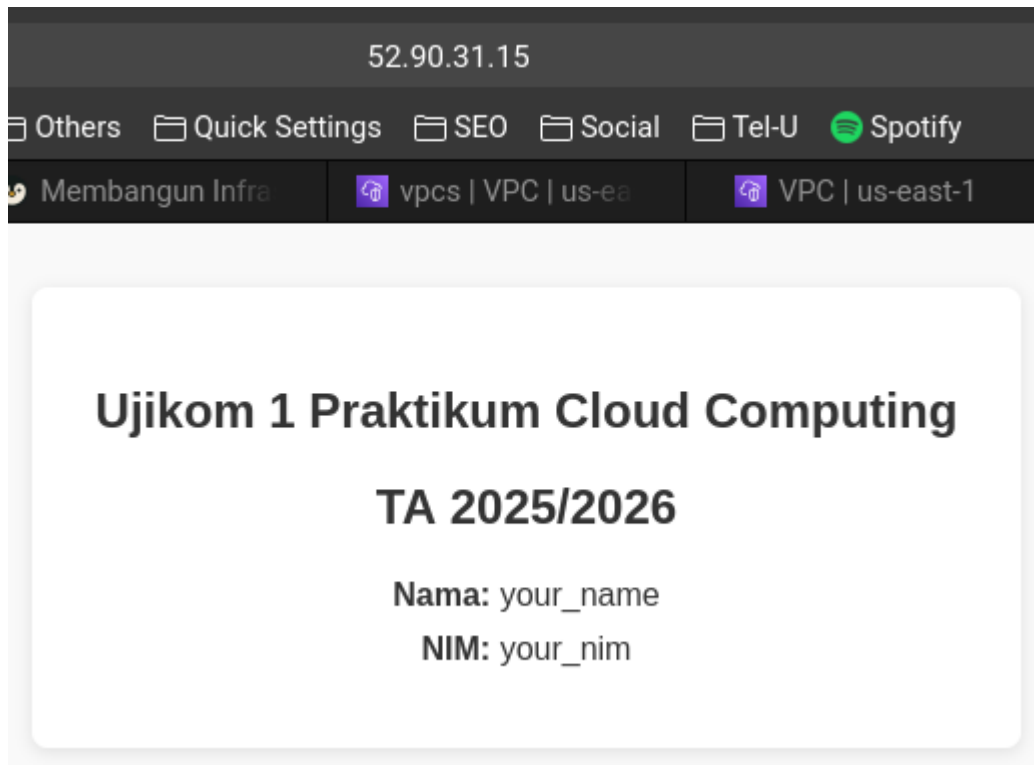 52.90.31.15
Others Quick Settings SEO Social Tel-U Spotify
Membangun Infra vpcs | VPC | us-ea VPC | us-east-1
Ujikom 1 Praktikum Cloud Computing
TA 2025/2026
Nama: your_name
NIM: your_nim